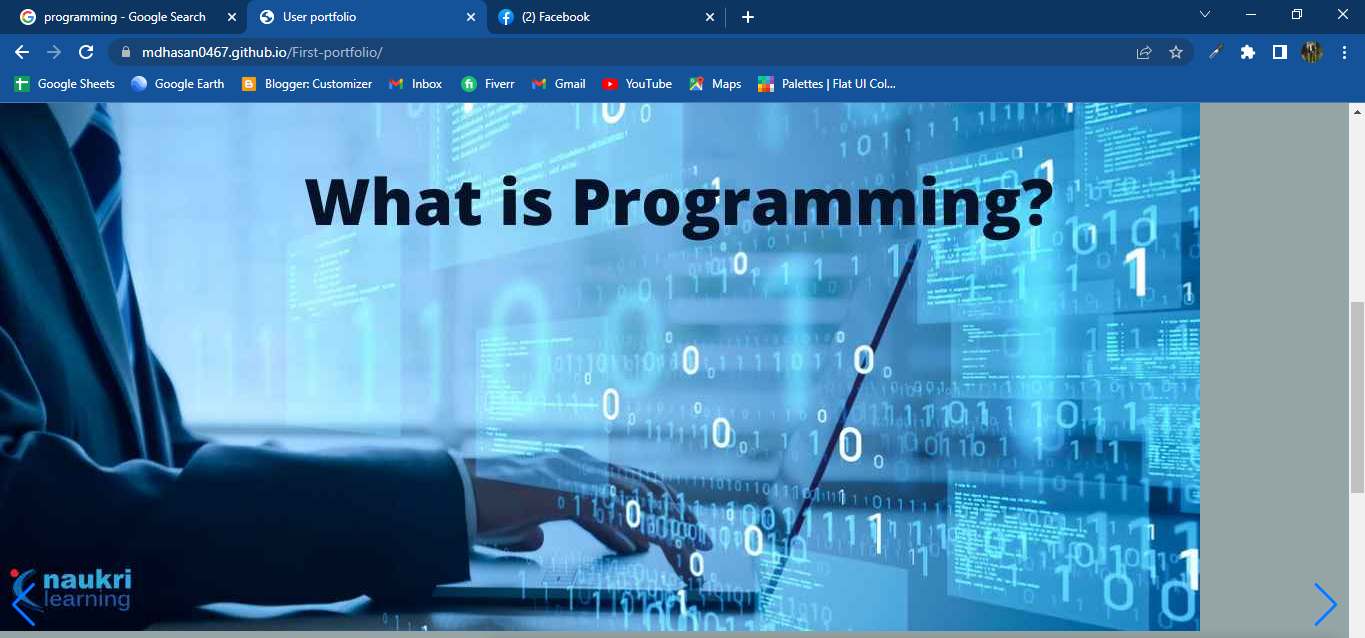 programming - Google Search
User portfolio
(2) Facebook
mdhasan0467.github.io/First-portfolio/
Google Sheets
Google Earth
Blogger: Customizer
Inbox
Fiverr
Gmail
YouTube
Maps
Palettes | Flat UI Col...
What is Programming?
naukri
learning